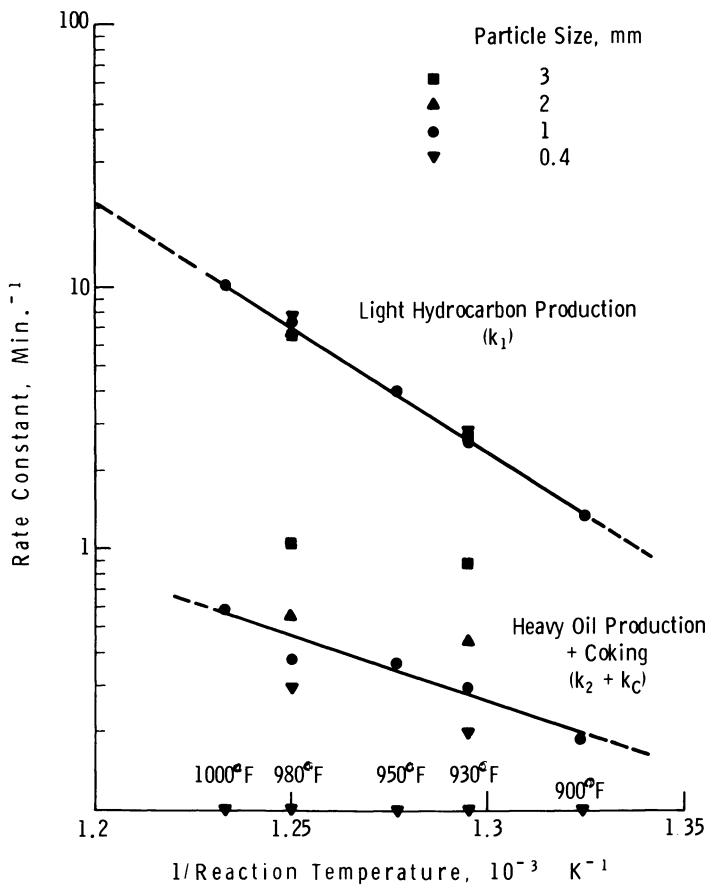 100
Particle Size, mm
3
2
1
0.4
10
Light Hydrocarbon Production
(k₁)
Rate Constant, Min.⁻¹
1
Heavy Oil Production
+ Coking
(k₂ + k_C)
1000°F 980°F 950°F 930°F 900°F
1.2 1.25 1.3 1.35
1/Reaction Temperature, 10⁻³ K⁻¹